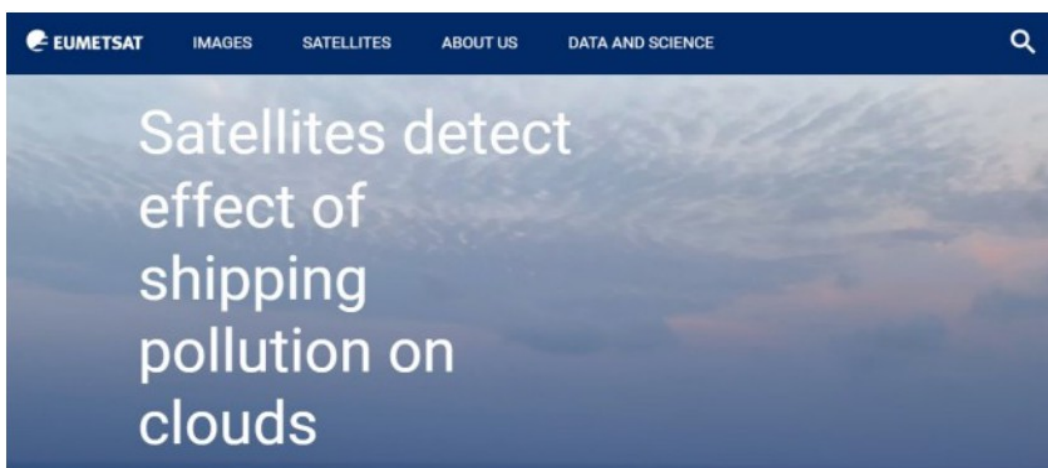 EUMETSAT IMAGES SATELLITES ABOUT US DATA AND SCIENCE
Satellites detect
effect of
shipping
pollution on
clouds